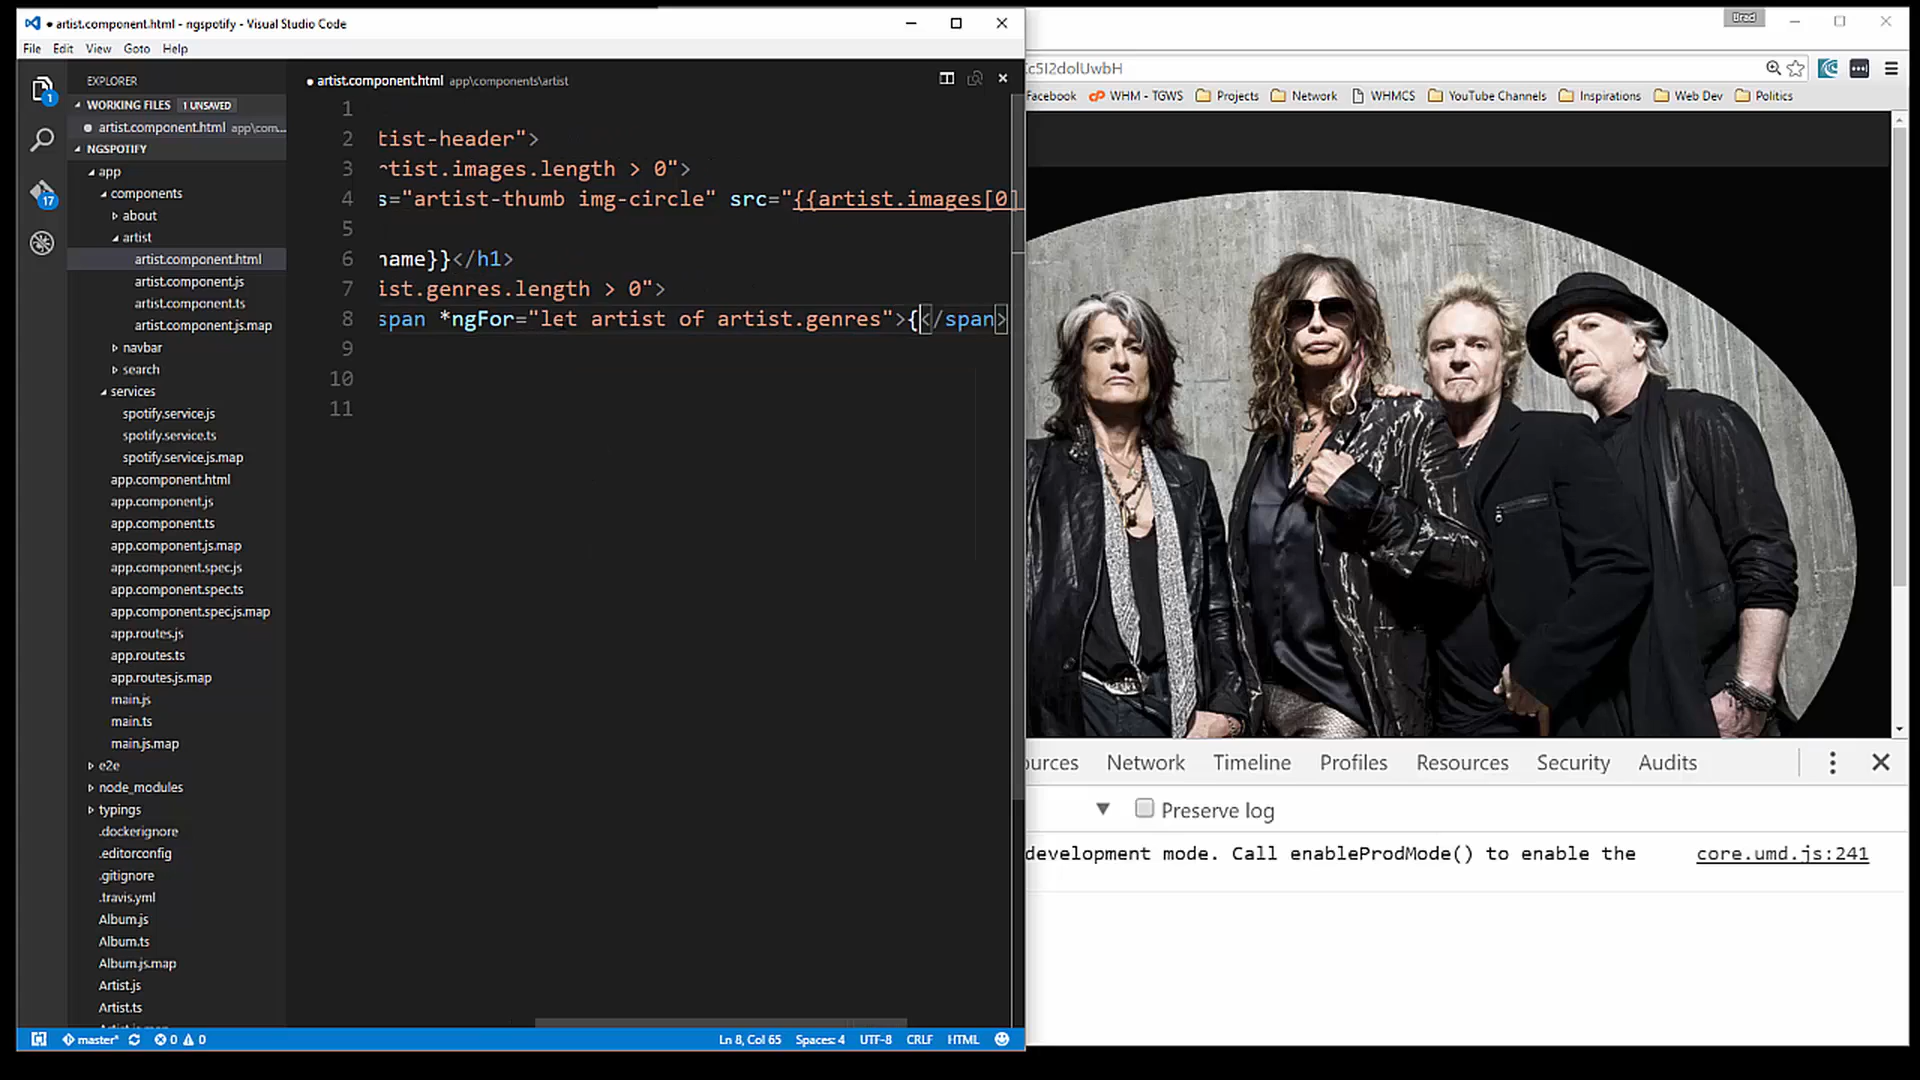 artist.component.html - ngspotify - Visual Studio Code
File Edit View Goto Help
EXPLORER
WORKING FILES 1 UNSAVED
artist.component.html app\com...
NGSPOTIFY
app
components
about
artist
artist.component.html
artist.component.js
artist.component.ts
artist.component.js.map
navbar
search
services
spotify.service.js
spotify.service.ts
spotify.service.js.map
app.component.html
app.component.js
app.component.ts
app.component.js.map
app.component.spec.js
app.component.spec.ts
app.component.spec.js.map
app.routes.js
app.routes.ts
app.routes.js.map
main.js
main.ts
main.js.map
e2e
node_modules
typings
.dockerignore
.editorconfig
.gitignore
.travis.yml
Album.js
Album.ts
Album.js.map
Artist.js
Artist.ts
1
17
artist.component.html app\components\artist
1
2 tist-header">
3 rtist.images.length > 0">
4 s="artist-thumb img-circle" src="{{artist.images[0]
5
6 name}}</h1>
7 ist.genres.length > 0">
8 span *ngFor="let artist of artist.genres">{</span>
9
10
11
master* 0 0 Ln 8, Col 65 Spaces: 4 UTF-8 CRLF HTML
Brad
c5I2dolUwbH
Facebook WHM - TGWS Projects Network WHMCS YouTube Channels Inspirations Web Dev Politics
ources Network Timeline Profiles Resources Security Audits
Preserve log
development mode. Call enableProdMode() to enable the core.umd.js:241